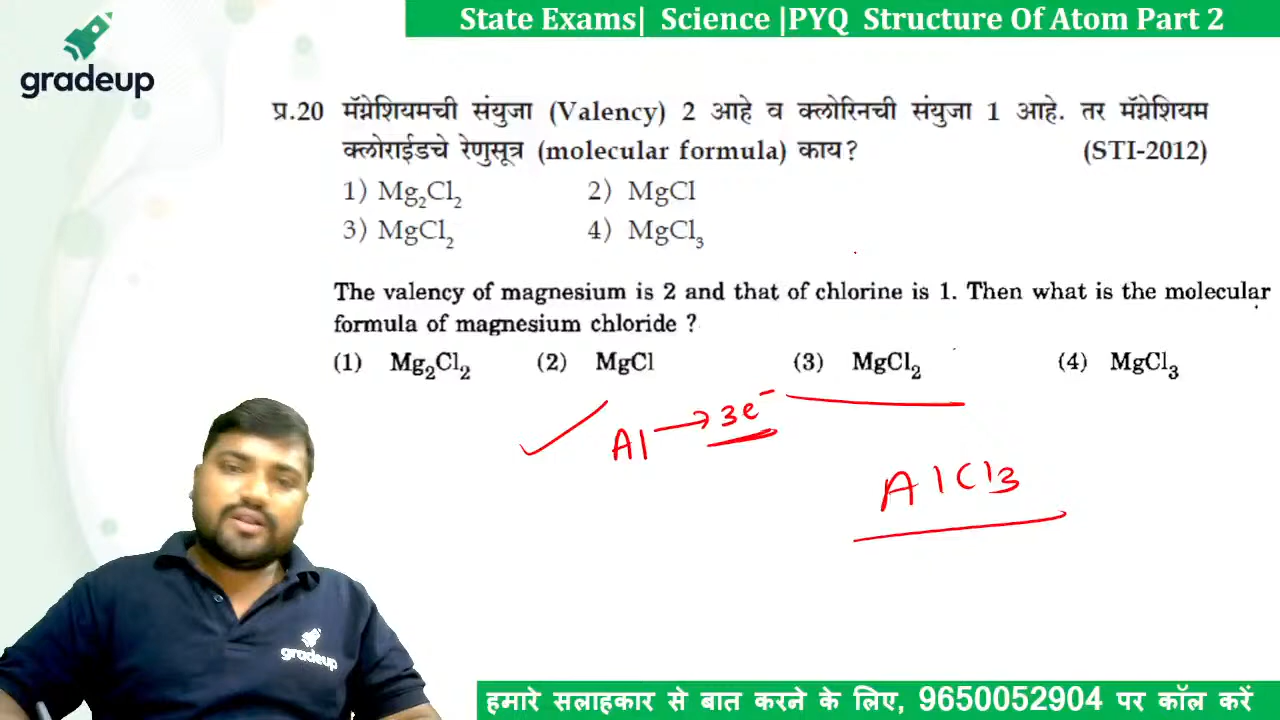 State Exams| Science |PYQ Structure Of Atom Part 2
gradeup
प्र.20 मॅग्नेशियमची संयुजा (Valency) 2 आहे व क्लोरिनची संयुजा 1 आहे. तर मॅग्नेशियम
क्लोराईडचे रेणुसूत्र (molecular formula) काय? (STI-2012)
1) Mg₂Cl₂ 2) MgCl
3) MgCl₂ 4) MgCl₃
The valency of magnesium is 2 and that of chlorine is 1. Then what is the molecular
formula of magnesium chloride ?
(1) Mg₂Cl₂ (2) MgCl (3) MgCl₂ (4) MgCl₃
Al → 3e⁻
AlCl₃
gradeup
हमारे सलाहकार से बात करने के लिए, 9650052904 पर कॉल करें